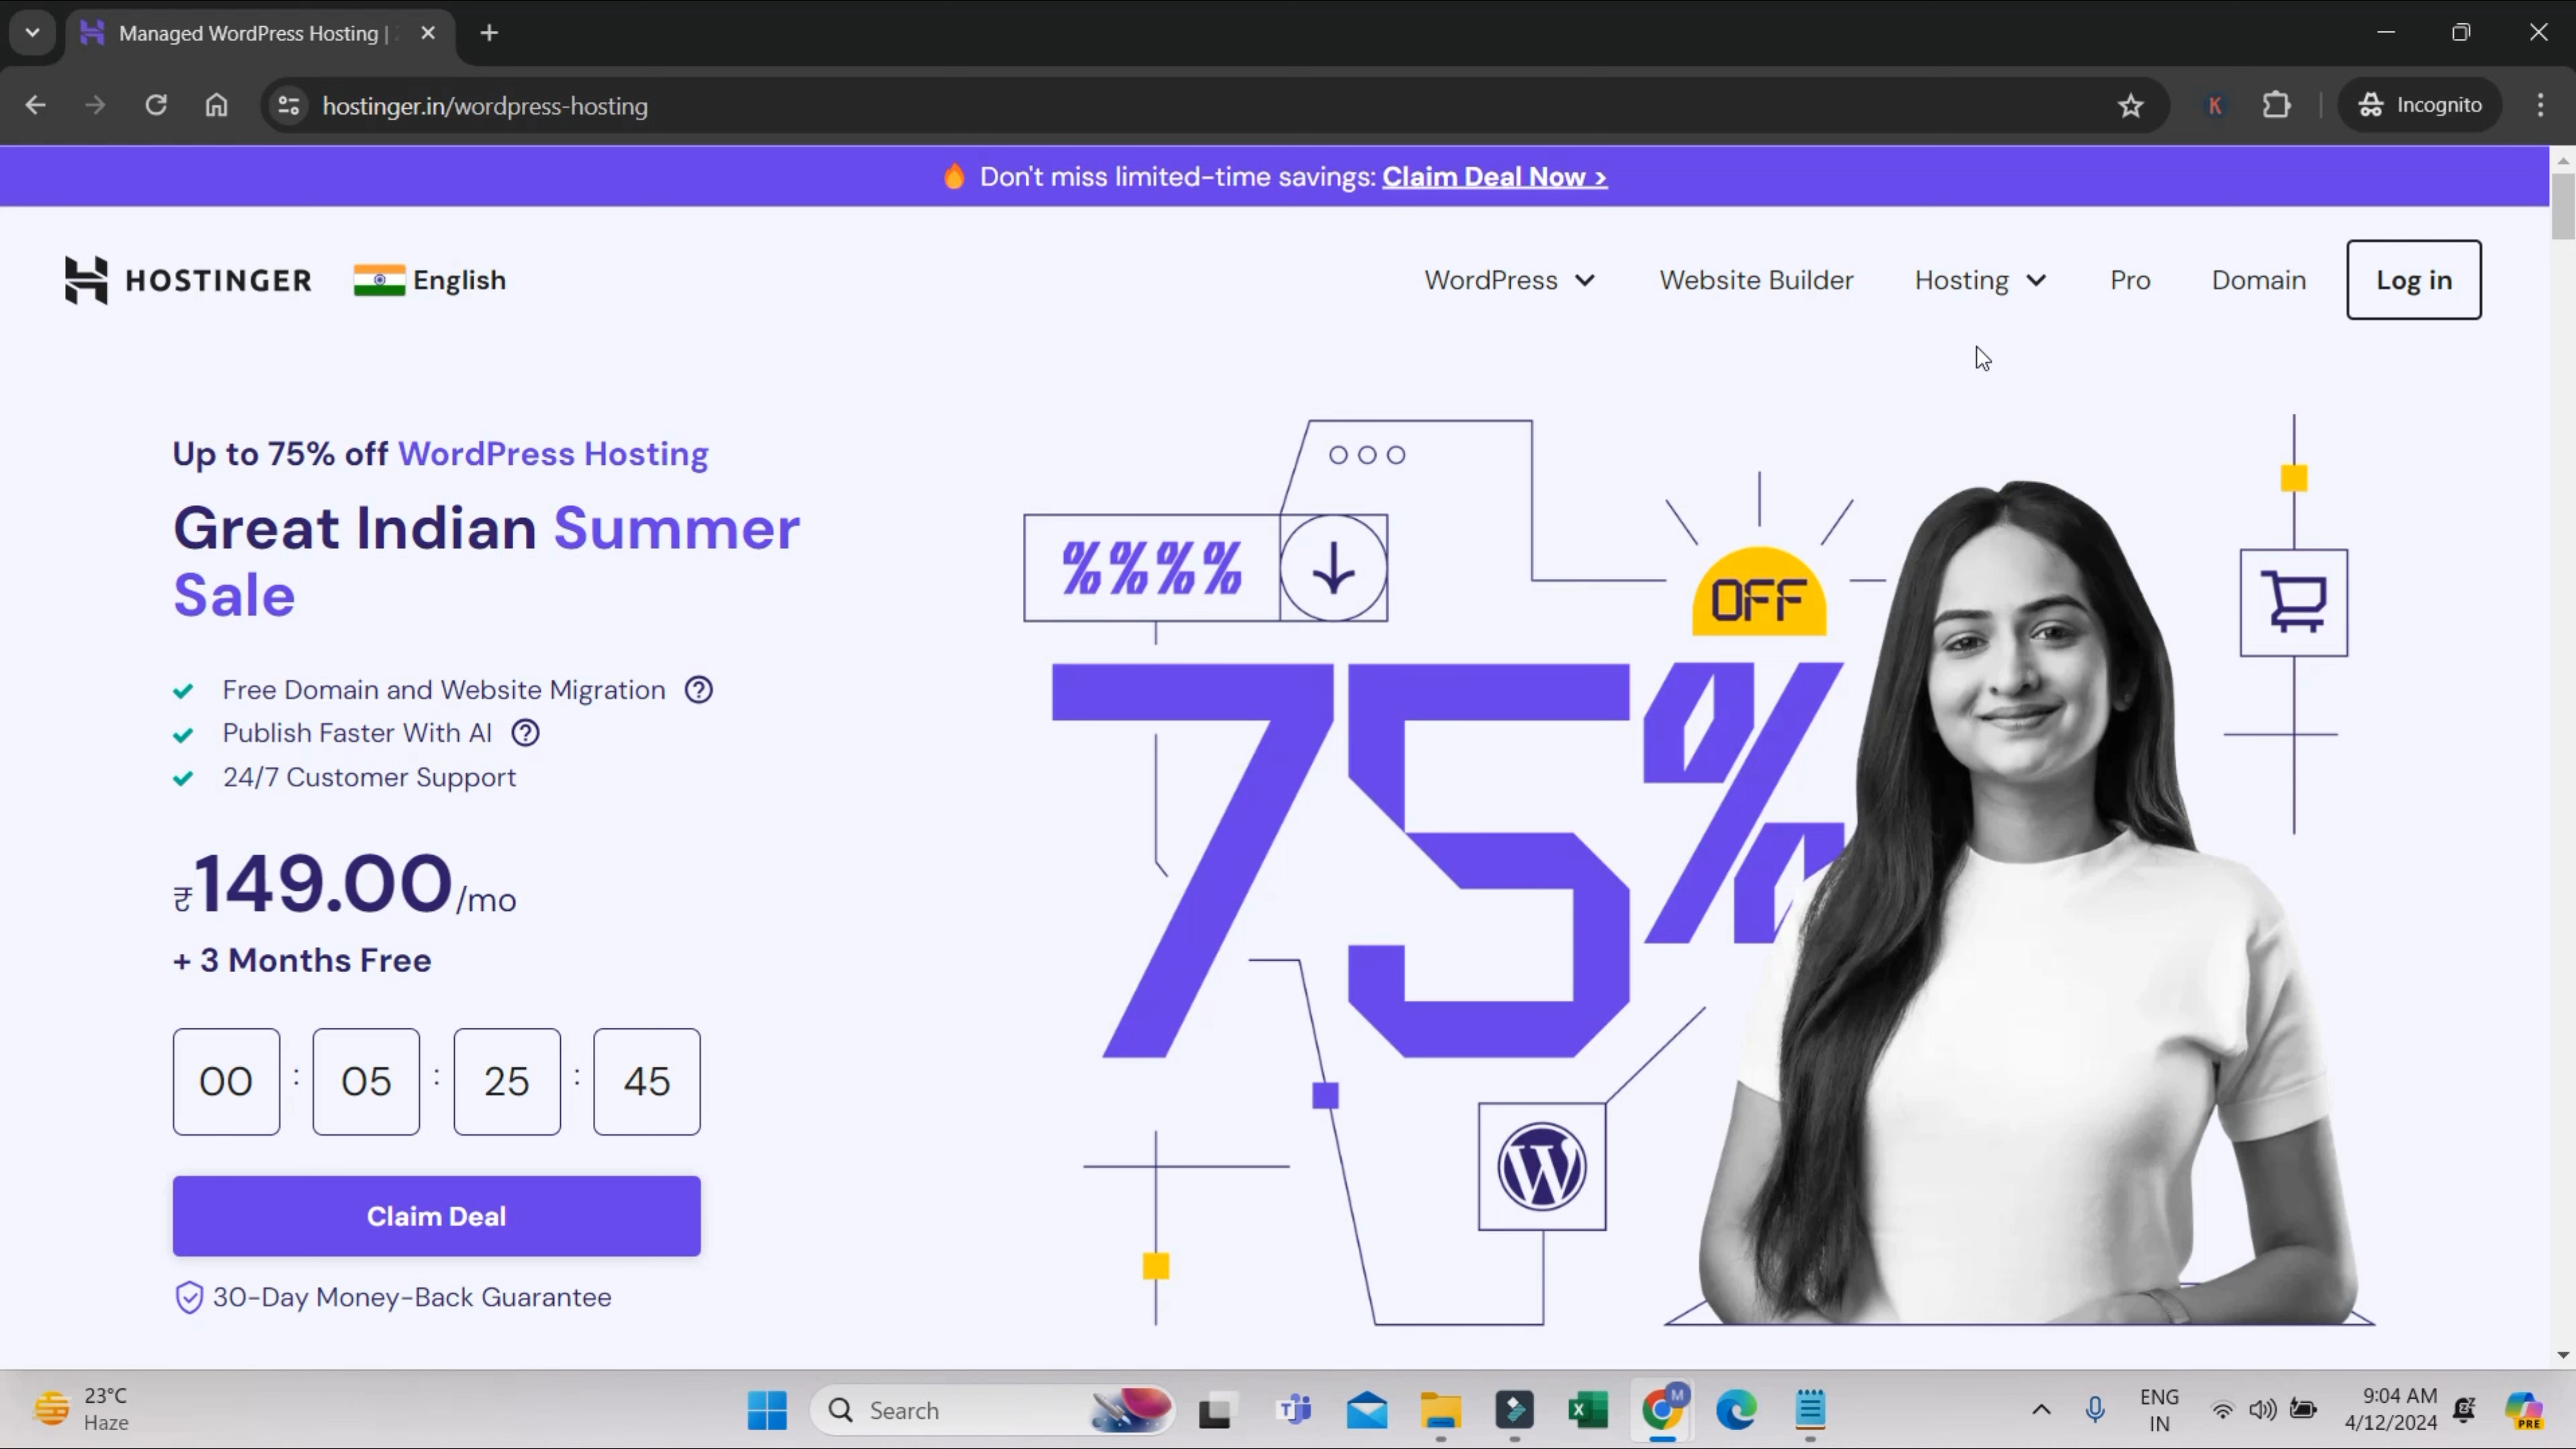 Managed WordPress Hosting |
hostinger.in/wordpress-hosting
K
Incognito
🔥 Don't miss limited-time savings: Claim Deal Now >
HOSTINGER
English
WordPress
Website Builder
Hosting
Pro
Domain
Log in
Up to 75% off WordPress Hosting
Great Indian Summer
Sale
Free Domain and Website Migration ?
Publish Faster With AI ?
24/7 Customer Support
₹149.00/mo
+ 3 Months Free
00 : 05 : 25 : 45
Claim Deal
30-Day Money-Back Guarantee
%%%%
OFF
75%
W
23°C
Haze
Search
M
ENG
IN
9:04 AM
4/12/2024
PRE